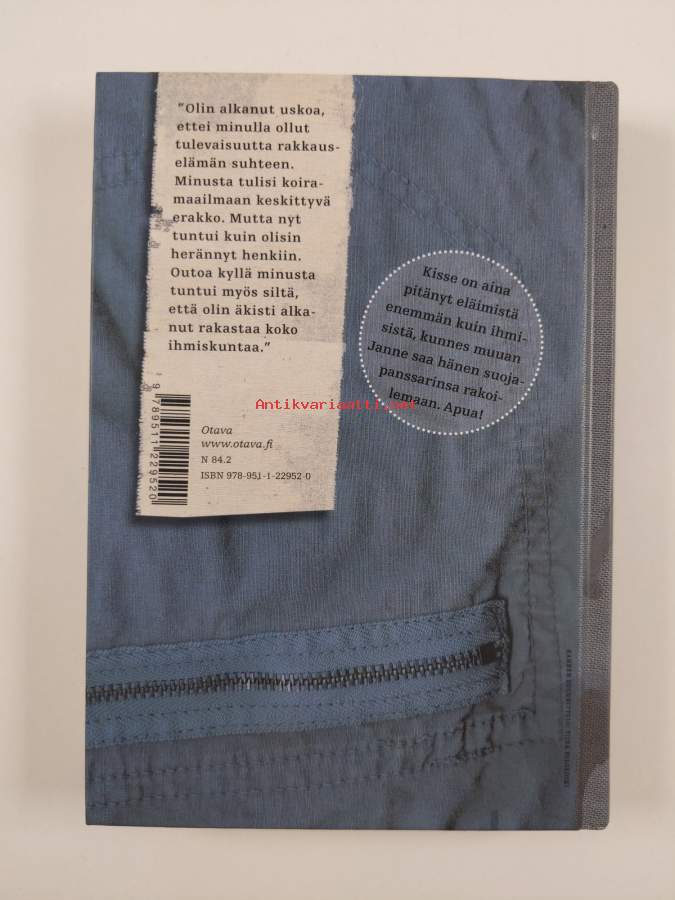 "Olin alkanut uskoa,
ettei minulla ollut
tulevaisuutta rakkaus-
elämän suhteen.
Minusta tulisi koira-
maailmaan keskittyvä
erakko. Mutta nyt
tuntui kuin olisin
herännyt henkiin.
Outoa kyllä minusta
tuntui myös siltä,
että olin äkisti alka-
nut rakastaa koko
ihmiskuntaa."
Kisse on aina
pitänyt eläimistä
enemmän kuin ihmi-
sistä, kunnes muuan
Janne saa hänen suoja-
panssarinsa rakoi-
lemaan. Apua!
Antikvariaatti.net
9 789511 229520
Otava
www.otava.fi
N 84.2
ISBN 978-951-1-22952-0